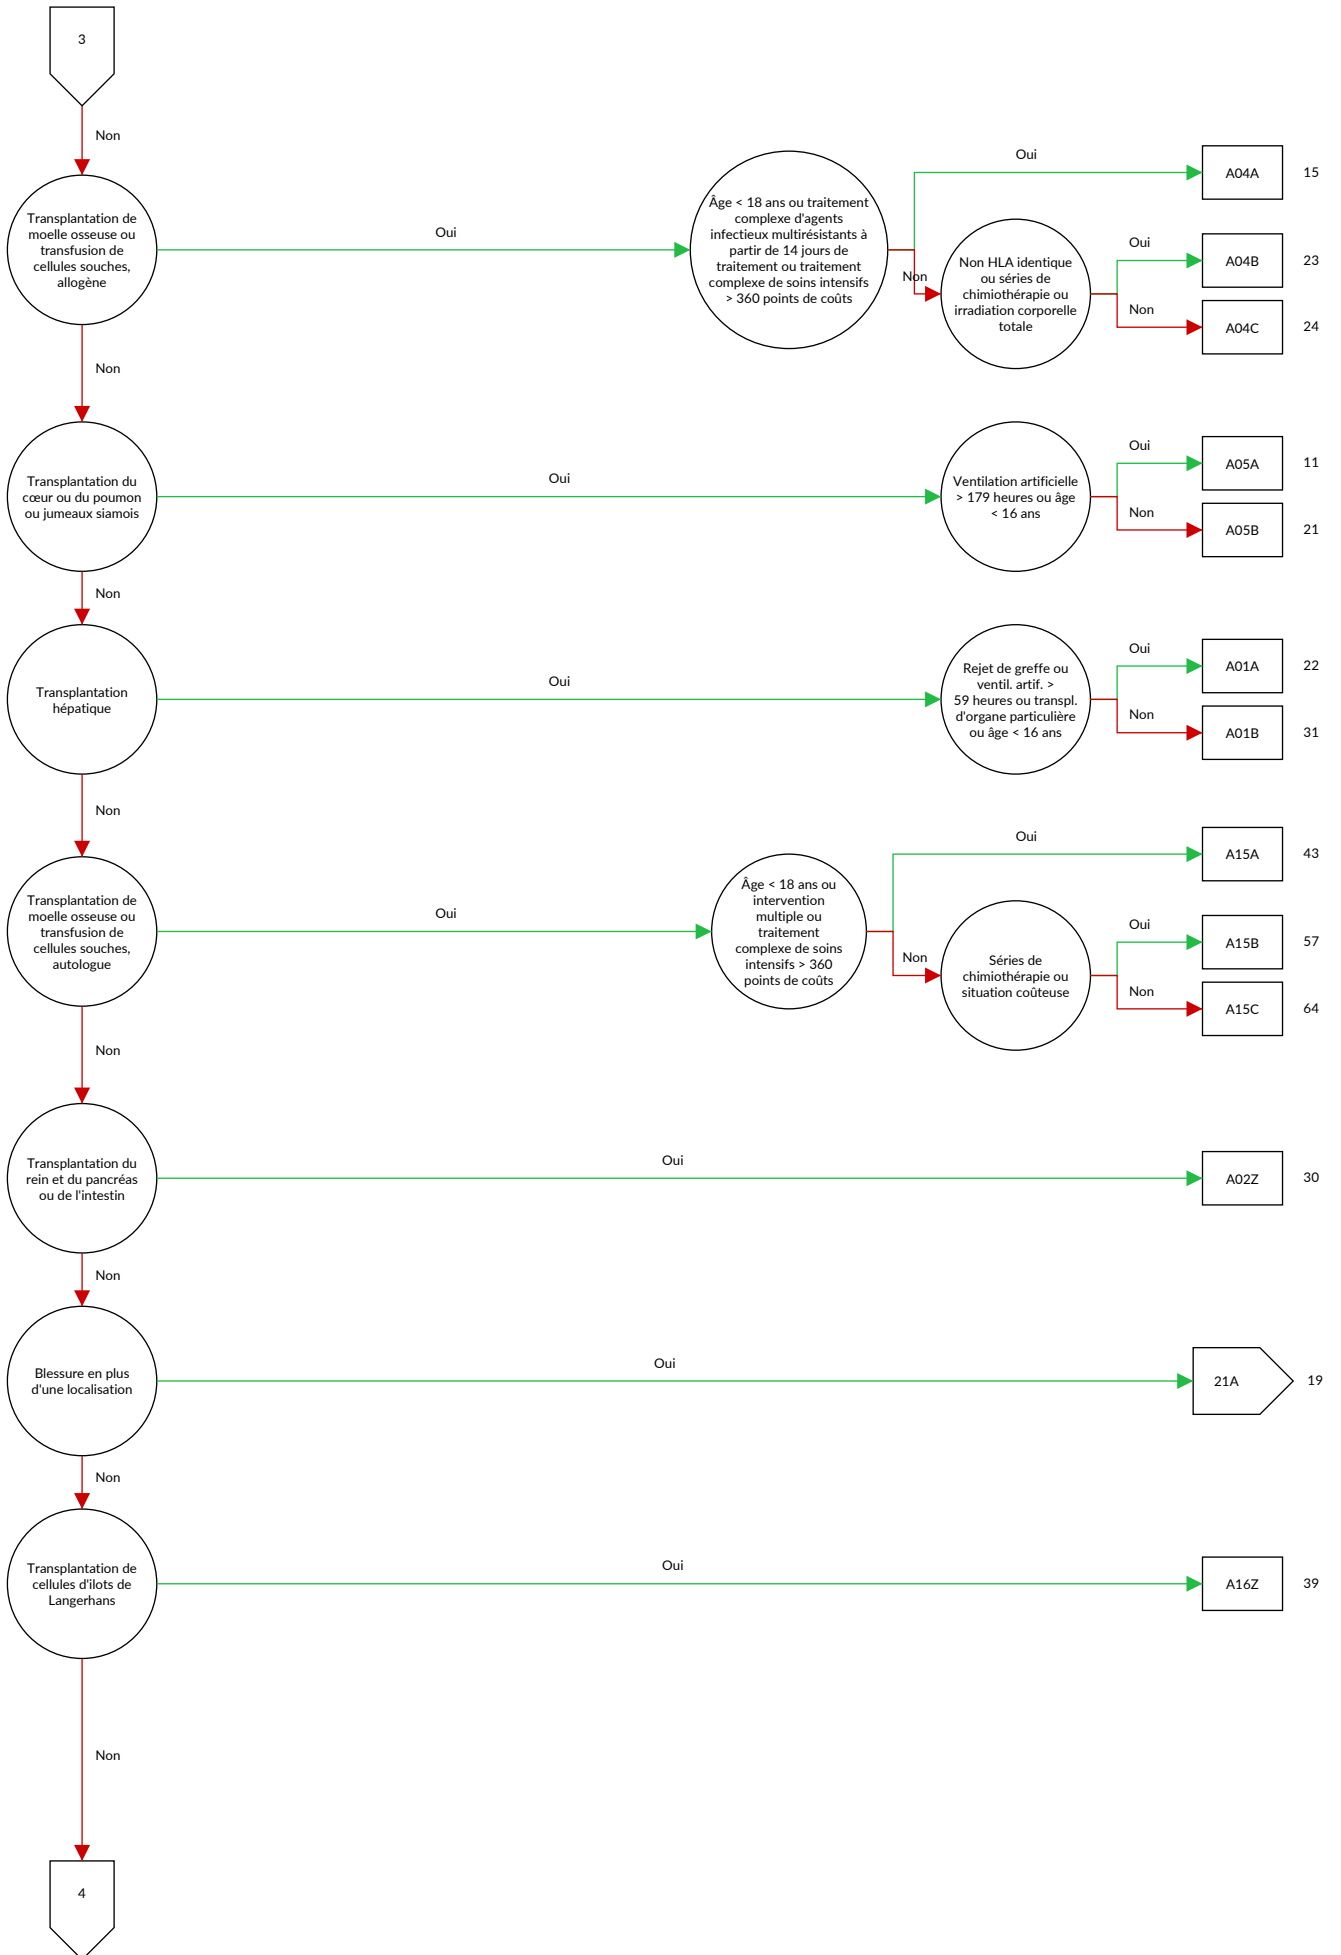 3
Non
Transplantation de
moelle osseuse ou
transfusion de
cellules souches,
allogène
Oui
Âge < 18 ans ou traitement
complexe d'agents
infectieux multirésistants à
partir de 14 jours de
traitement ou traitement
complexe de soins intensifs
> 360 points de coûts
Oui
A04A
15
Non
Non HLA identique
ou séries de
chimiothérapie ou
irradiation corporelle
totale
Oui
A04B
23
Non
A04C
24
Non
Transplantation du
cœur ou du poumon
ou jumeaux siamois
Oui
Ventilation artificielle
> 179 heures ou âge
< 16 ans
Oui
A05A
11
Non
A05B
21
Non
Transplantation
hépatique
Oui
Rejet de greffe ou
ventil. artif. >
59 heures ou transpl.
d'organe particulière
ou âge < 16 ans
Oui
A01A
22
Non
A01B
31
Non
Transplantation de
moelle osseuse ou
transfusion de
cellules souches,
autologue
Oui
Âge < 18 ans ou
intervention
multiple ou
traitement
complexe de soins
intensifs > 360
points de coûts
Oui
A15A
43
Non
Séries de
chimiothérapie ou
situation coûteuse
Oui
A15B
57
Non
A15C
64
Non
Transplantation du
rein et du pancréas
ou de l'intestin
Oui
A02Z
30
Non
Blessure en plus
d'une localisation
Oui
21A
19
Non
Transplantation de
cellules d'ilots de
Langerhans
Oui
A16Z
39
Non
4